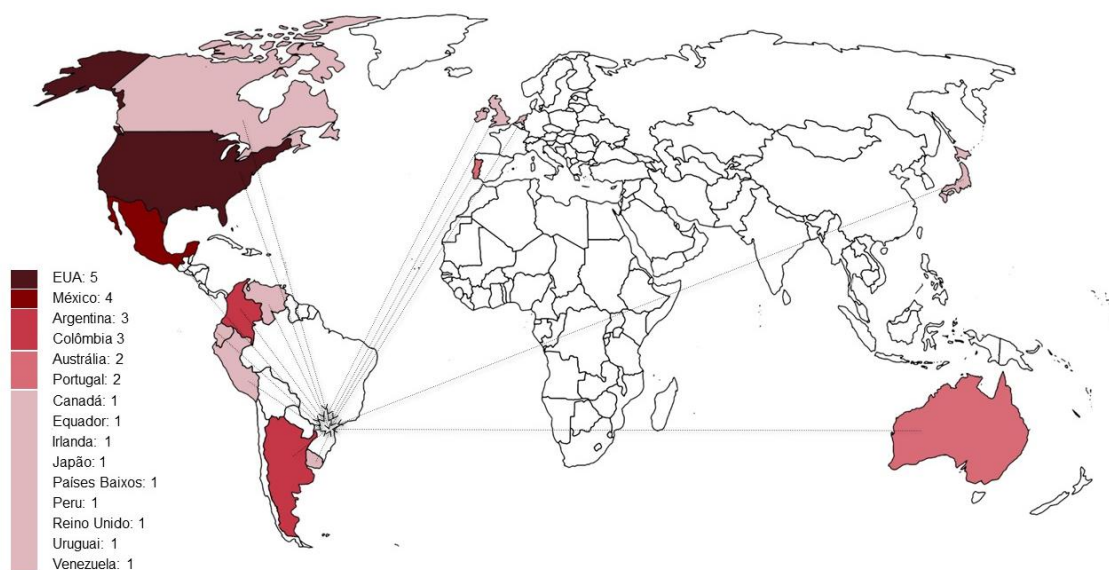 EUA: 5
México: 4
Argentina: 3
Colômbia 3
Austrália: 2
Portugal: 2
Canadá: 1
Equador: 1
Irlanda: 1
Japão: 1
Países Baixos: 1
Peru: 1
Reino Unido: 1
Uruguai: 1
Venezuela: 1